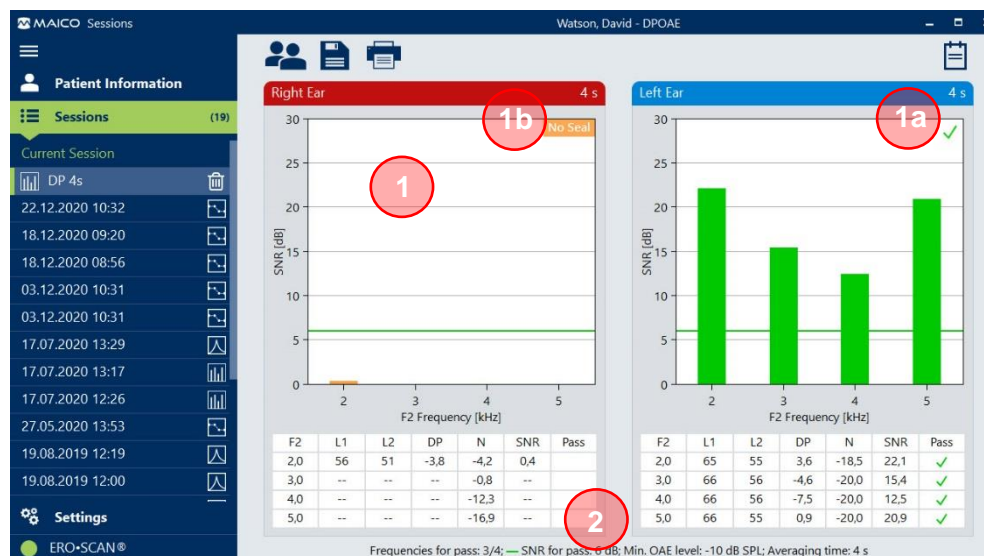 MAICO Sessions
Watson, David - DPOAE
Patient Information
Sessions (19)
Current Session
DP 4s
22.12.2020 10:32
18.12.2020 09:20
18.12.2020 08:56
03.12.2020 10:31
03.12.2020 10:31
17.07.2020 13:29
17.07.2020 13:17
17.07.2020 12:26
27.05.2020 13:53
19.08.2019 12:19
19.08.2019 12:00
Settings
ERO•SCAN®
Right Ear 4 s
1b
No Seal
1
30
25
20
15
10
5
0
SNR [dB]
2 3 4 5
F2 Frequency [kHz]
F2 L1 L2 DP N SNR Pass
2,0 56 51 -3,8 -4,2 0,4
3,0 -- -- -- -0,8 --
4,0 -- -- -- -12,3 --
5,0 -- -- -- -16,9 --
2
Left Ear 4 s
1a
30
25
20
15
10
5
0
SNR [dB]
2 3 4 5
F2 Frequency [kHz]
F2 L1 L2 DP N SNR Pass
2,0 65 55 3,6 -18,5 22,1 ✓
3,0 66 56 -4,6 -20,0 15,4 ✓
4,0 66 56 -7,5 -20,0 12,5 ✓
5,0 66 55 0,9 -20,0 20,9 ✓
Frequencies for pass: 3/4; — SNR for pass: 6 dB; Min. OAE level: -10 dB SPL; Averaging time: 4 s